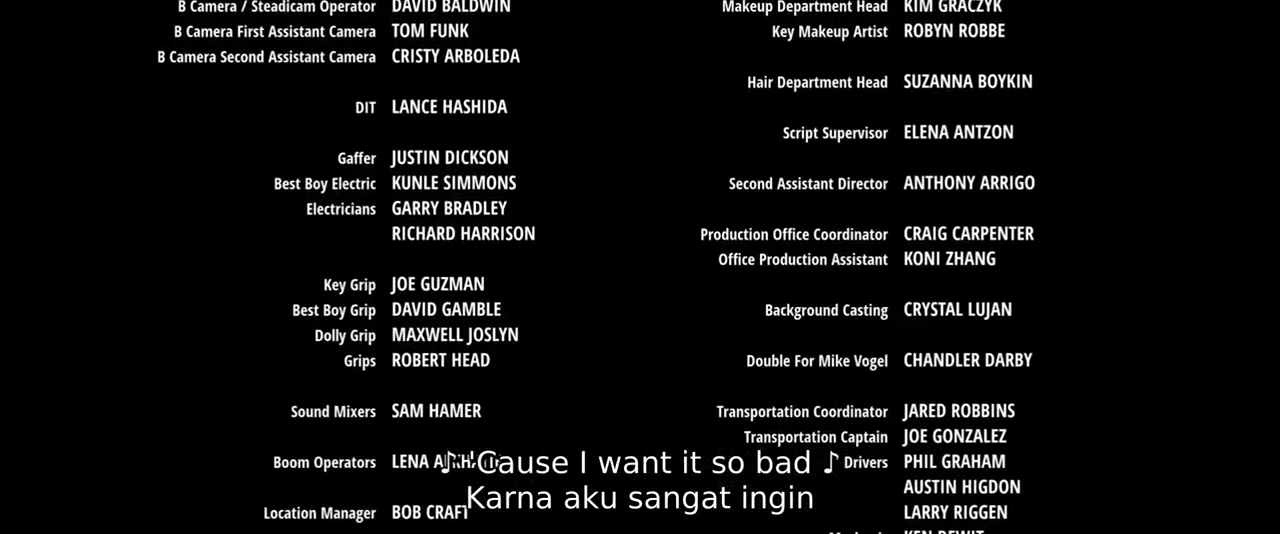 B Camera / Steadicam Operator DAVID BALDWIN
B Camera First Assistant Camera TOM FUNK
B Camera Second Assistant Camera CRISTY ARBOLEDA
DIT LANCE HASHIDA
Gaffer JUSTIN DICKSON
Best Boy Electric KUNLE SIMMONS
Electricians GARRY BRADLEY
RICHARD HARRISON
Key Grip JOE GUZMAN
Best Boy Grip DAVID GAMBLE
Dolly Grip MAXWELL JOSLYN
Grips ROBERT HEAD
Sound Mixers SAM HAMER
Boom Operators LENA
Location Manager BOB CRAFT
Makeup Department Head KIM GRACZYK
Key Makeup Artist ROBYN ROBBE
Hair Department Head SUZANNA BOYKIN
Script Supervisor ELENA ANTZON
Second Assistant Director ANTHONY ARRIGO
Production Office Coordinator CRAIG CARPENTER
Office Production Assistant KONI ZHANG
Background Casting CRYSTAL LUJAN
Double For Mike Vogel CHANDLER DARBY
Transportation Coordinator JARED ROBBINS
Transportation Captain JOE GONZALEZ
Drivers PHIL GRAHAM
AUSTIN HIGDON
LARRY RIGGEN
♪ 'Cause I want it so bad ♪
Karna aku sangat ingin